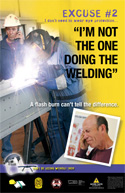 EXCUSE #2
I don't need to wear eye protection...
"I'M NOT
THE ONE
DOING THE
WELDING"
A flash burn can't tell the difference.